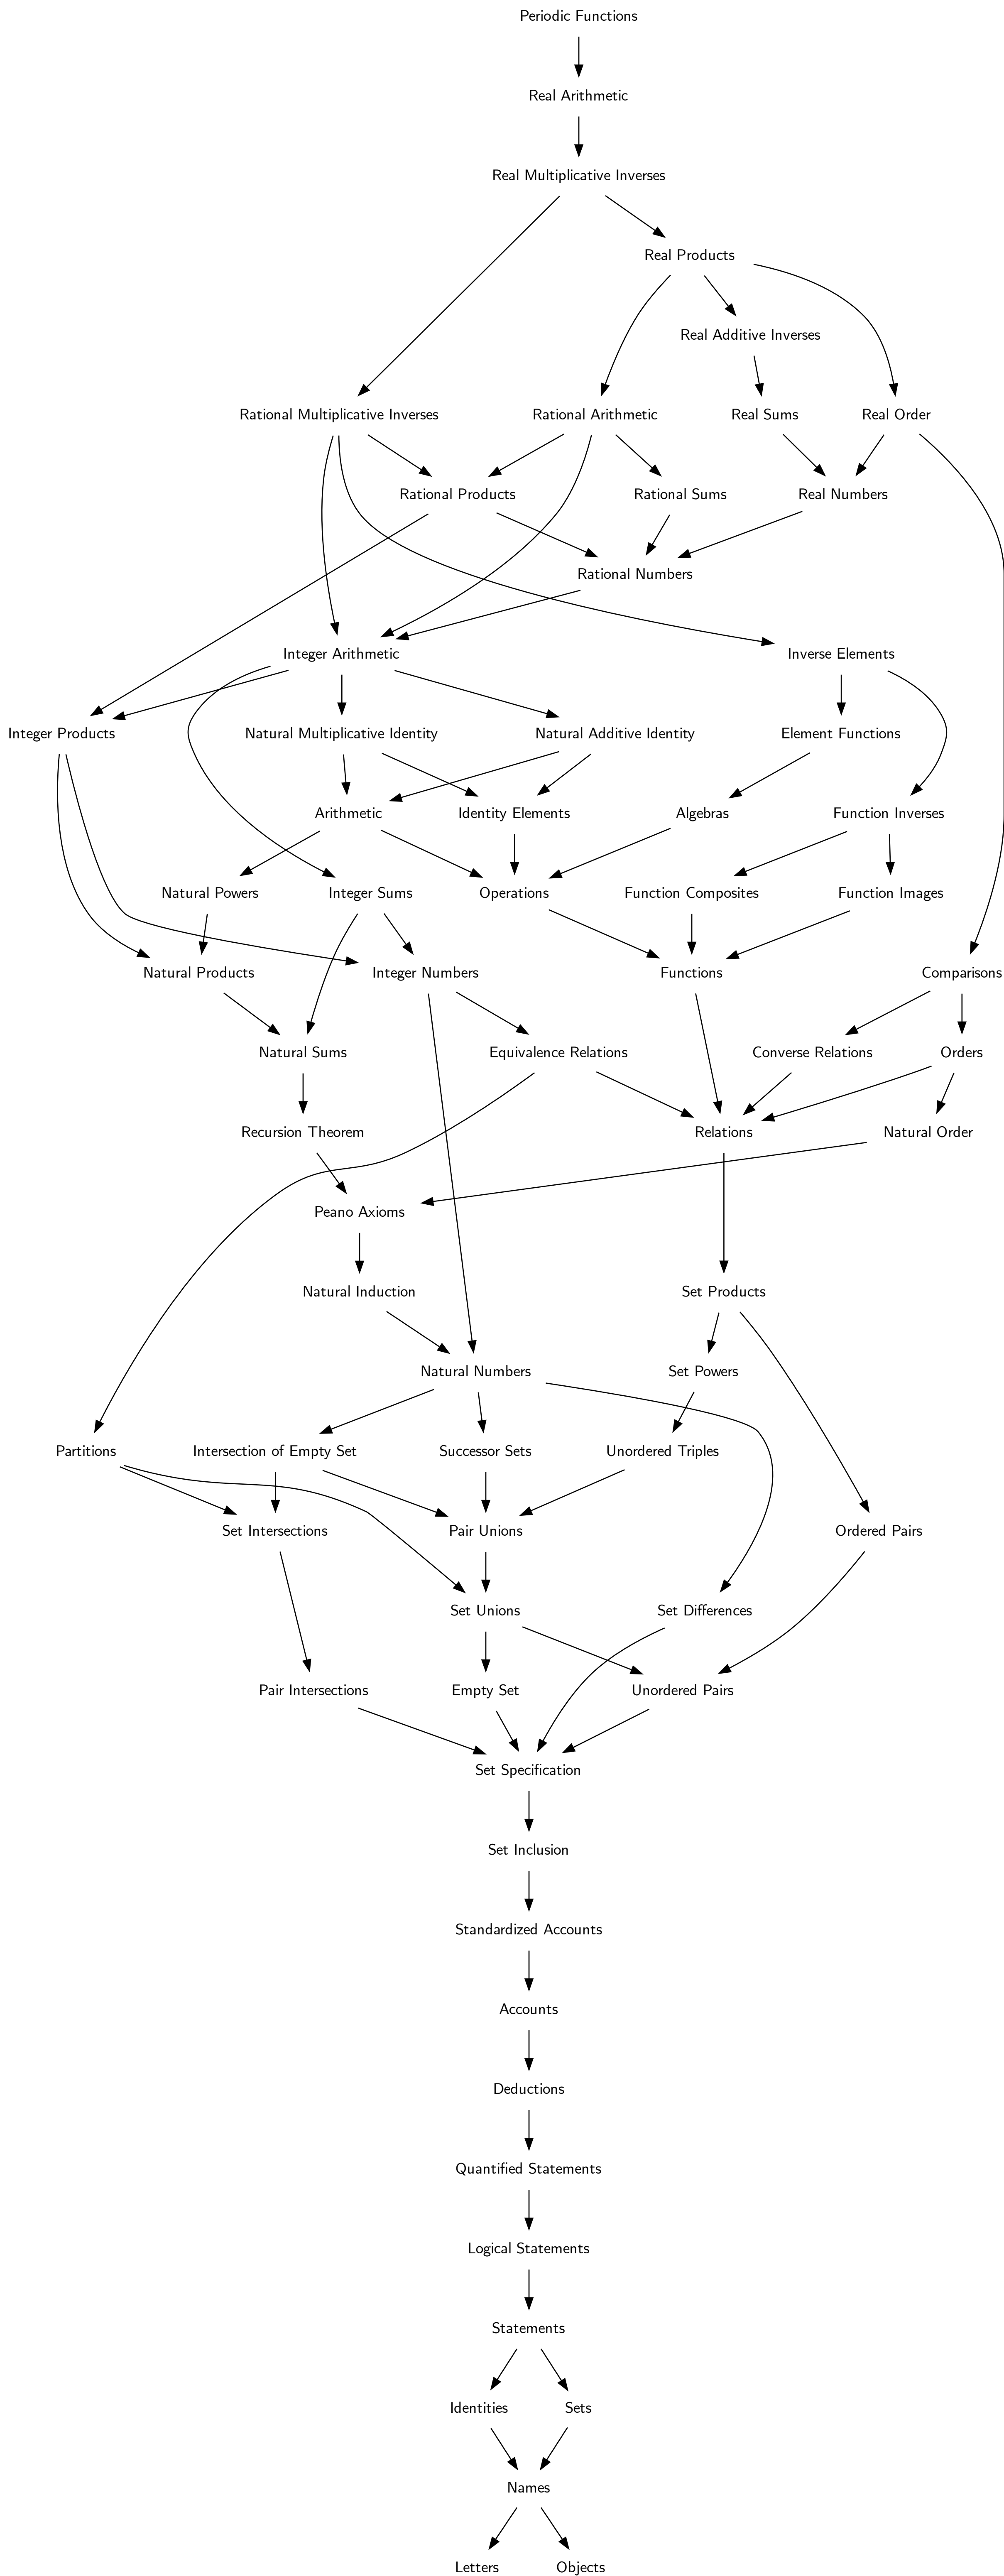 Periodic Functions
Real Arithmetic
Real Multiplicative Inverses
Real Products
Real Additive Inverses
Rational Multiplicative Inverses
Rational Arithmetic
Real Sums
Real Order
Rational Products
Rational Sums
Real Numbers
Rational Numbers
Integer Arithmetic
Inverse Elements
Integer Products
Natural Multiplicative Identity
Natural Additive Identity
Element Functions
Arithmetic
Identity Elements
Algebras
Function Inverses
Natural Powers
Integer Sums
Operations
Function Composites
Function Images
Natural Products
Integer Numbers
Functions
Comparisons
Natural Sums
Equivalence Relations
Converse Relations
Orders
Recursion Theorem
Relations
Natural Order
Peano Axioms
Natural Induction
Set Products
Natural Numbers
Set Powers
Partitions
Intersection of Empty Set
Successor Sets
Unordered Triples
Set Intersections
Pair Unions
Ordered Pairs
Set Unions
Set Differences
Pair Intersections
Empty Set
Unordered Pairs
Set Specification
Set Inclusion
Standardized Accounts
Accounts
Deductions
Quantified Statements
Logical Statements
Statements
Identities
Sets
Names
Letters
Objects